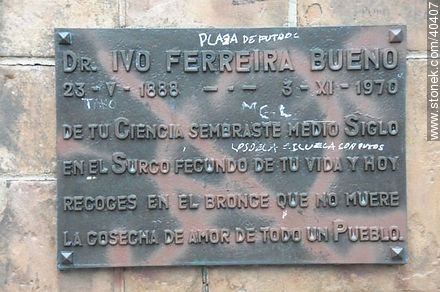 PLAZA DE FUTBOL
DR. IVO FERREIRA BUENO
23-V-1888 - · - 3-XI-1970
TATO M C L
DE TU CIENCIA SEMBRASTE MEDIO SIGLO
EN EL SURCO FECUNDO DE TU VIDA Y HOY
RECOGES EN EL BRONCE QUE NO MUERE
LA COSECHA DE AMOR DE TODO UN PUEBLO.
© www.stonek.com/40407